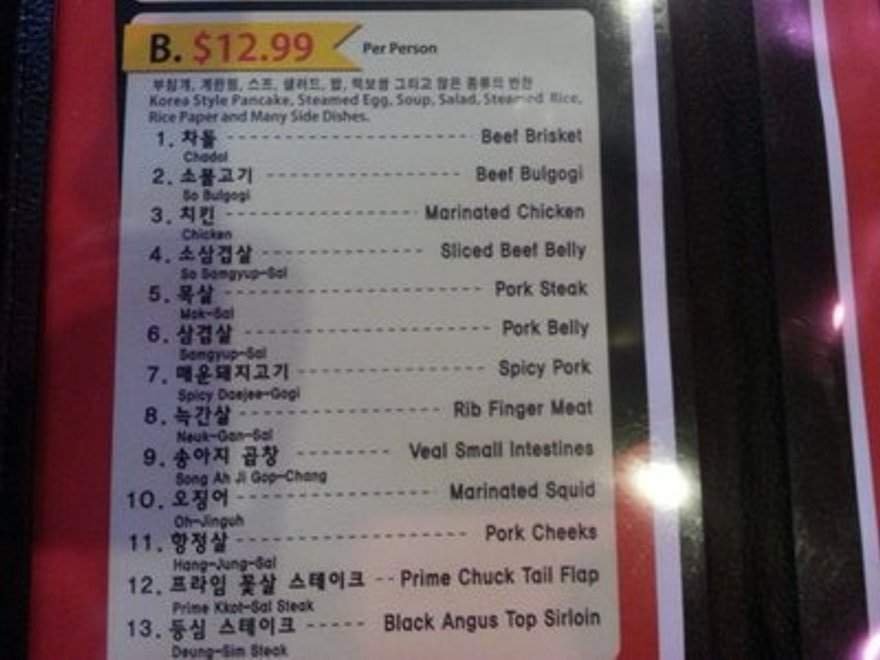 B. $12.99 Per Person
부침개, 계란찜, 스프, 샐러드, 밥, 떡보쌈 그리고 많은 종류의 반찬
Korea Style Pancake, Steamed Egg, Soup, Salad, Steamed Rice,
Rice Paper and Many Side Dishes.
1. 차돌 Beef Brisket
Chadol
2. 소불고기 Beef Bulgogi
So Bulgogi
3. 치킨 Marinated Chicken
Chicken
4. 소삼겹살 Sliced Beef Belly
So Samgyup-Sal
5. 목살 Pork Steak
Mok-Sal
6. 삼겹살 Pork Belly
Samgyup-Sal
7. 매운돼지고기 Spicy Pork
Spicy Daejee-Gogi
8. 늑간살 Rib Finger Meat
Neuk-Gan-Sal
9. 송아지 곱창 Veal Small Intestines
Song Ah Ji Gop-Chang
10. 오징어 Marinated Squid
Oh-Jinguh
11. 항정살 Pork Cheeks
Hang-Jung-Sal
12. 프라임 꽃살 스테이크 Prime Chuck Tail Flap
Prime Kkot-Sal Steak
13. 등심 스테이크 Black Angus Top Sirloin
Deung-Sim Steak